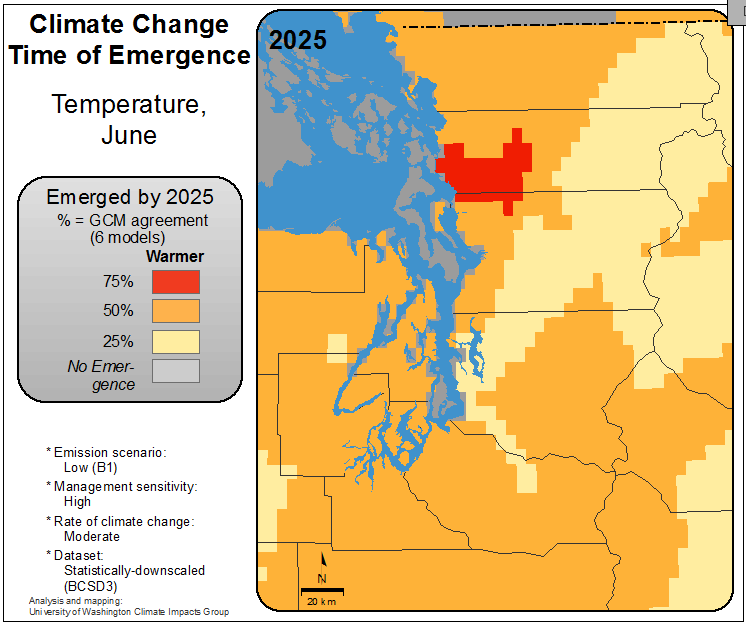 Climate Change
Time of Emergence
Temperature,
June
Emerged by 2025
% = GCM agreement
(6 models)
Warmer
75%
50%
25%
No Emer-
gence
* Emission scenario:
Low (B1)
* Management sensitivity:
High
* Rate of climate change:
Moderate
* Dataset:
Statistically-downscaled
(BCSD3)
Analysis and mapping:
University of Washington Climate Impacts Group
2025
N
20 km